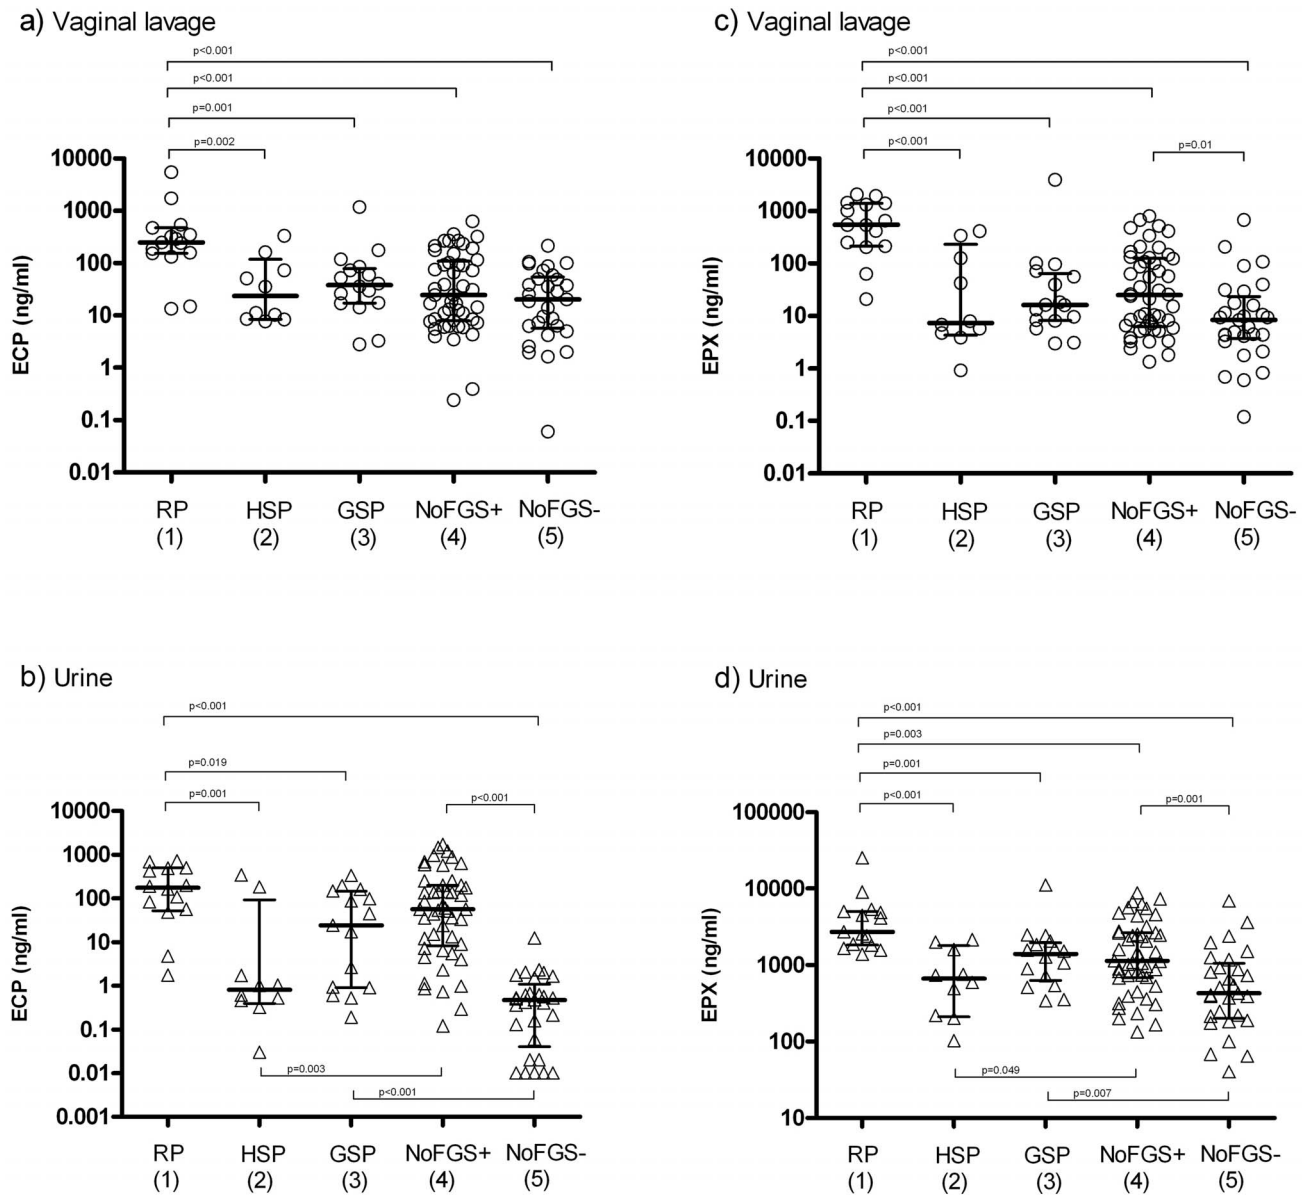 a) Vaginal lavage
p<0.001
p<0.001
p=0.001
p=0.002
10000
1000
100
10
1
0.1
0.01
ECP (ng/ml)
RP HSP GSP NoFGS+ NoFGS-
(1) (2) (3) (4) (5)
c) Vaginal lavage
p<0.001
p<0.001
p<0.001
p<0.001
p=0.01
10000
1000
100
10
1
0.1
0.01
EPX (ng/ml)
RP HSP GSP NoFGS+ NoFGS-
(1) (2) (3) (4) (5)
b) Urine
p<0.001
p=0.019
p=0.001
p<0.001
10000
1000
100
10
1
0.1
0.01
0.001
ECP (ng/ml)
p=0.003
p<0.001
RP HSP GSP NoFGS+ NoFGS-
(1) (2) (3) (4) (5)
d) Urine
p<0.001
p=0.003
p=0.001
p<0.001
p=0.001
100000
10000
1000
100
10
EPX (ng/ml)
p=0.049
p=0.007
RP HSP GSP NoFGS+ NoFGS-
(1) (2) (3) (4) (5)